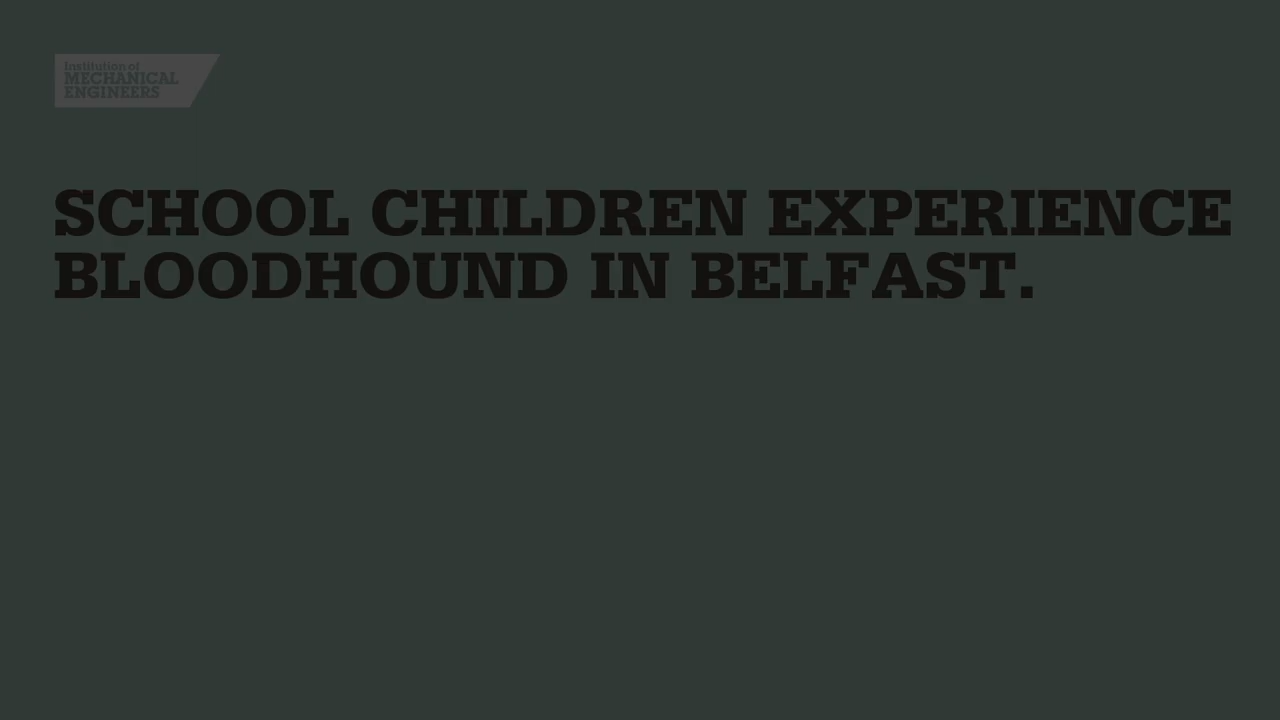 Institution of
MECHANICAL
ENGINEERS
SCHOOL CHILDREN EXPERIENCE
BLOODHOUND IN BELFAST.